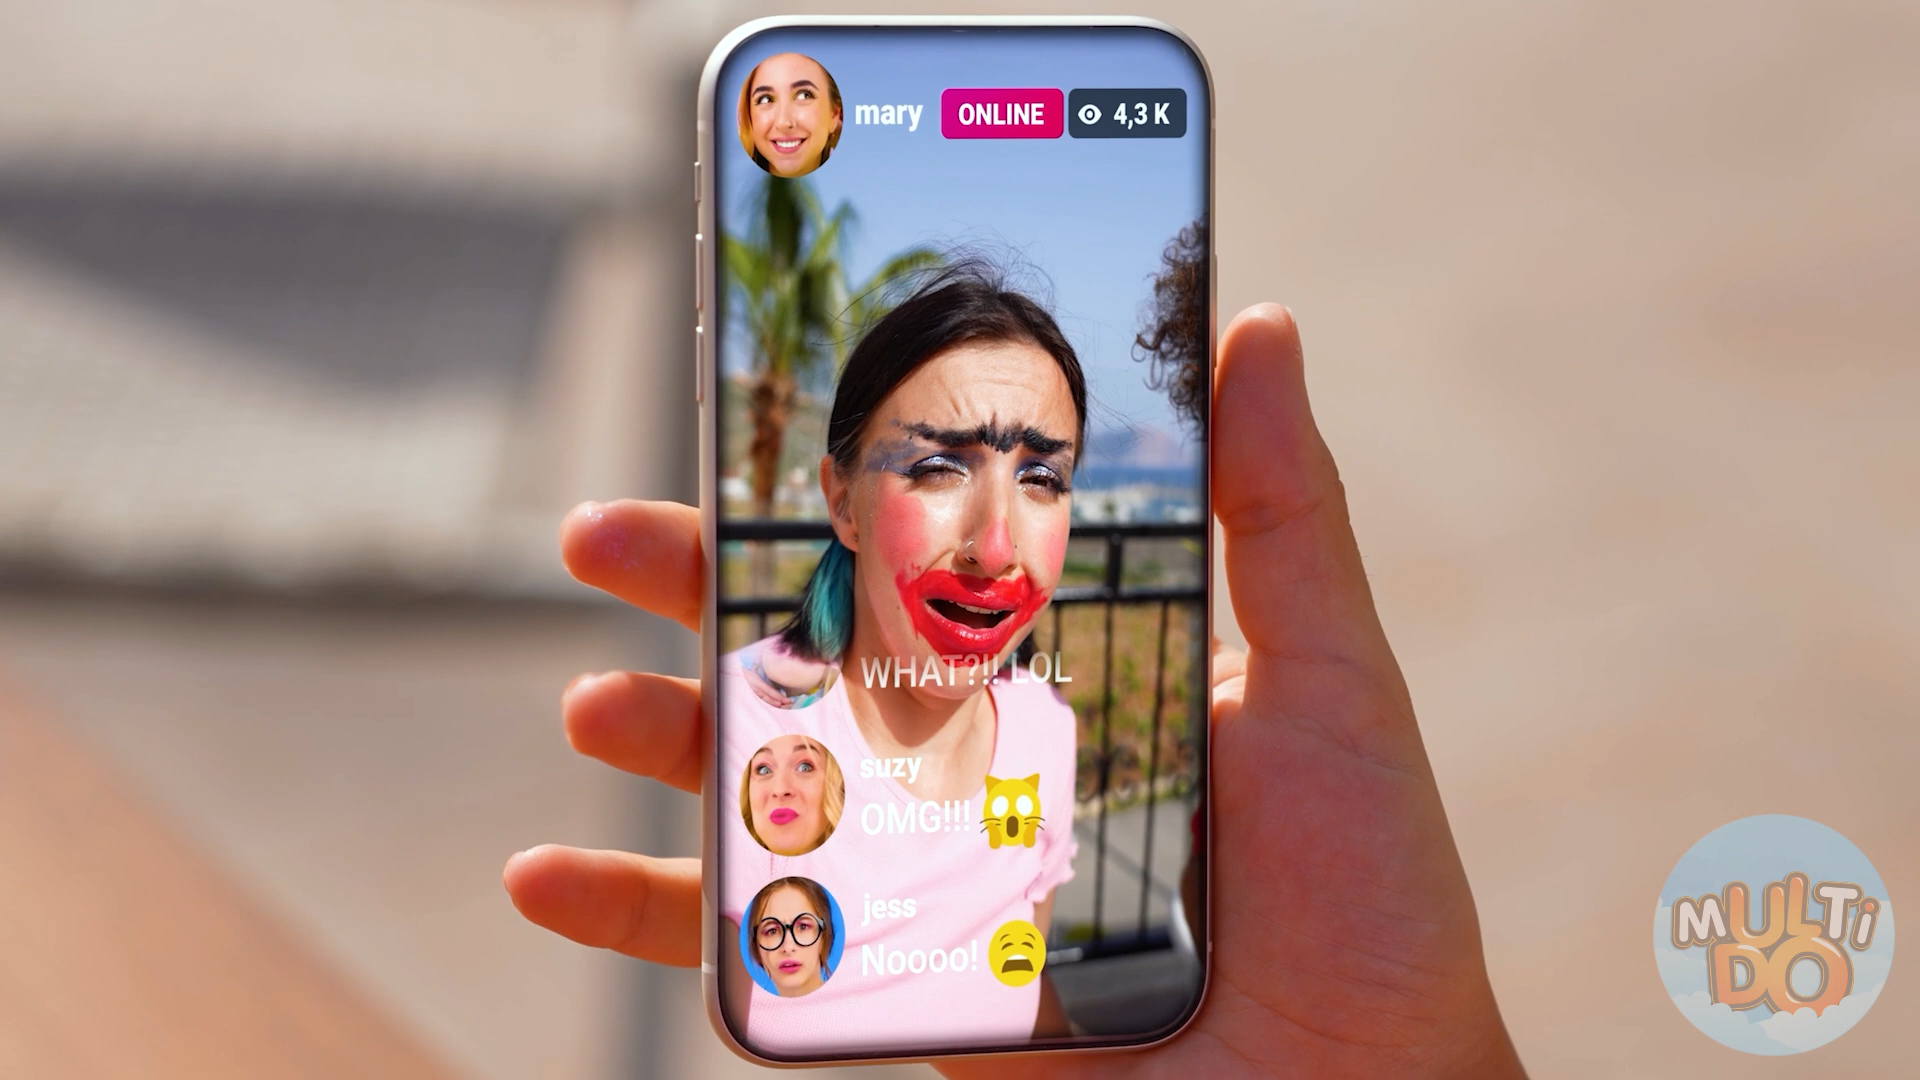 mary ONLINE 4,3 K
WHAT?!! LOL
suzy
OMG!!!
jess
Noooo!
MULTi
DO